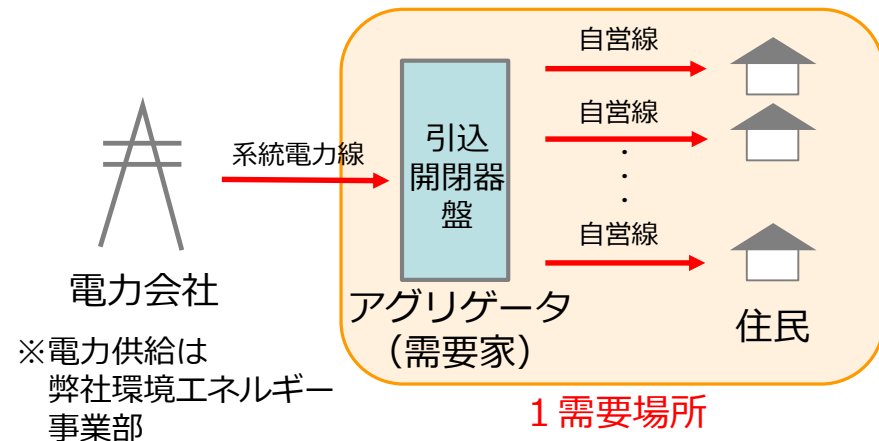 自営線
自営線
・
・
・
自営線
系統電力線
引込
開閉器
盤
電力会社
アグリゲータ
（需要家）
住民
※電力供給は
弊社環境エネルギー
事業部
１需要場所